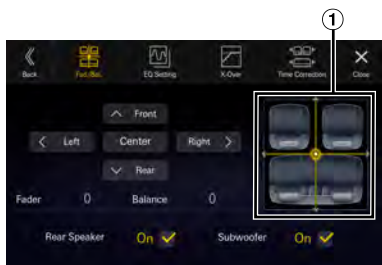 1
Back
Fad./Bal.
EQ Setting
X-Over
Time Correction
Close
Front
Left
Center
Right
Rear
Fader 0 Balance 0
Rear Speaker On Subwoofer On